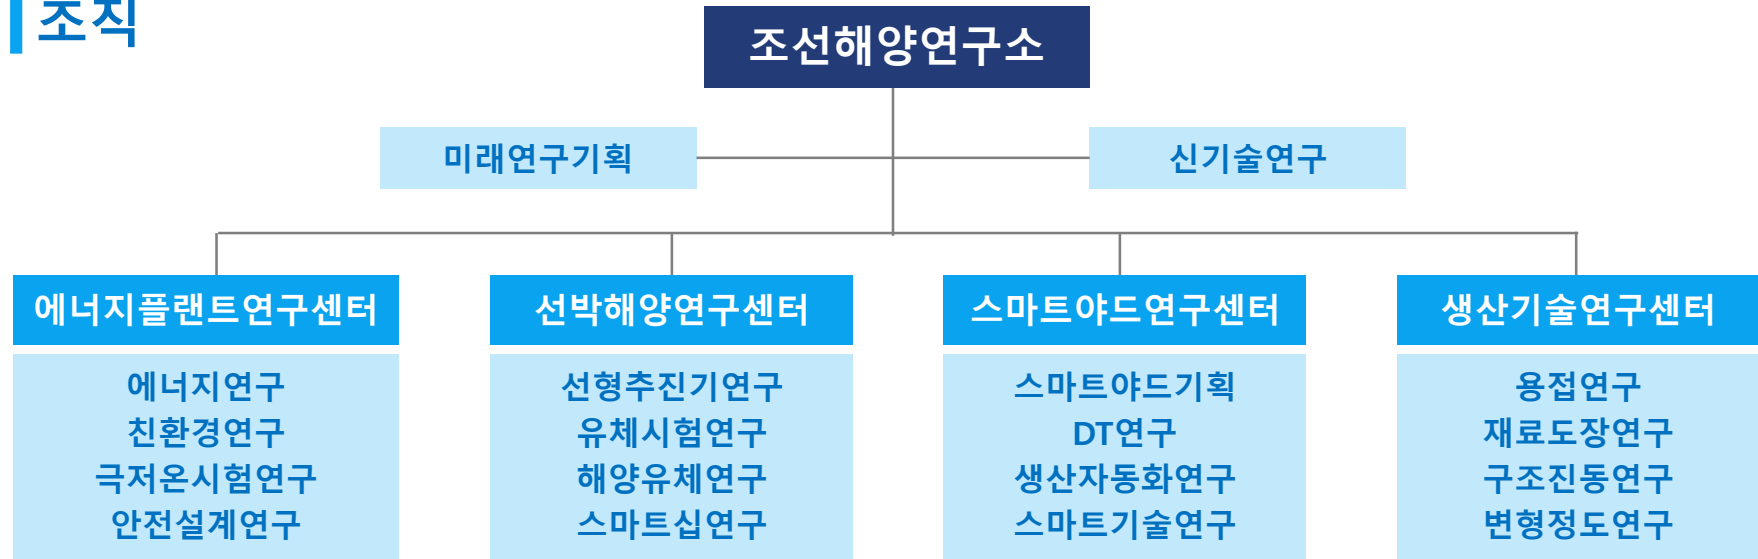 조직
조선해양연구소
미래연구기획
신기술연구
에너지플랜트연구센터
에너지연구
친환경연구
극저온시험연구
안전설계연구
선박해양연구센터
선형추진기연구
유체시험연구
해양유체연구
스마트십연구
스마트야드연구센터
스마트야드기획
DT연구
생산자동화연구
스마트기술연구
생산기술연구센터
용접연구
재료도장연구
구조진동연구
변형정도연구